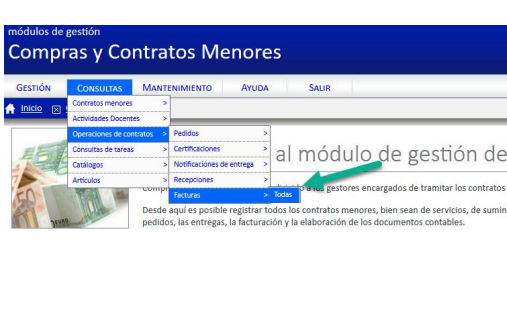 módulos de gestión
Compras y Contratos Menores
GESTIÓN CONSULTAS MANTENIMIENTO AYUDA SALIR
Inicio
Contratos menores >
Actividades Docentes >
Operaciones de contratos > Pedidos >
Consultas de tareas > Certificaciones >
Catálogos > Notificaciones de entrega >
Artículos > Recepciones >
Facturas > Todas
al módulo de gestión de
a los gestores encargados de tramitar los contratos
Desde aquí es posible registrar todos los contratos menores, bien sean de servicios, de sumin
pedidos, las entregas, la facturación y la elaboración de los documentos contables.